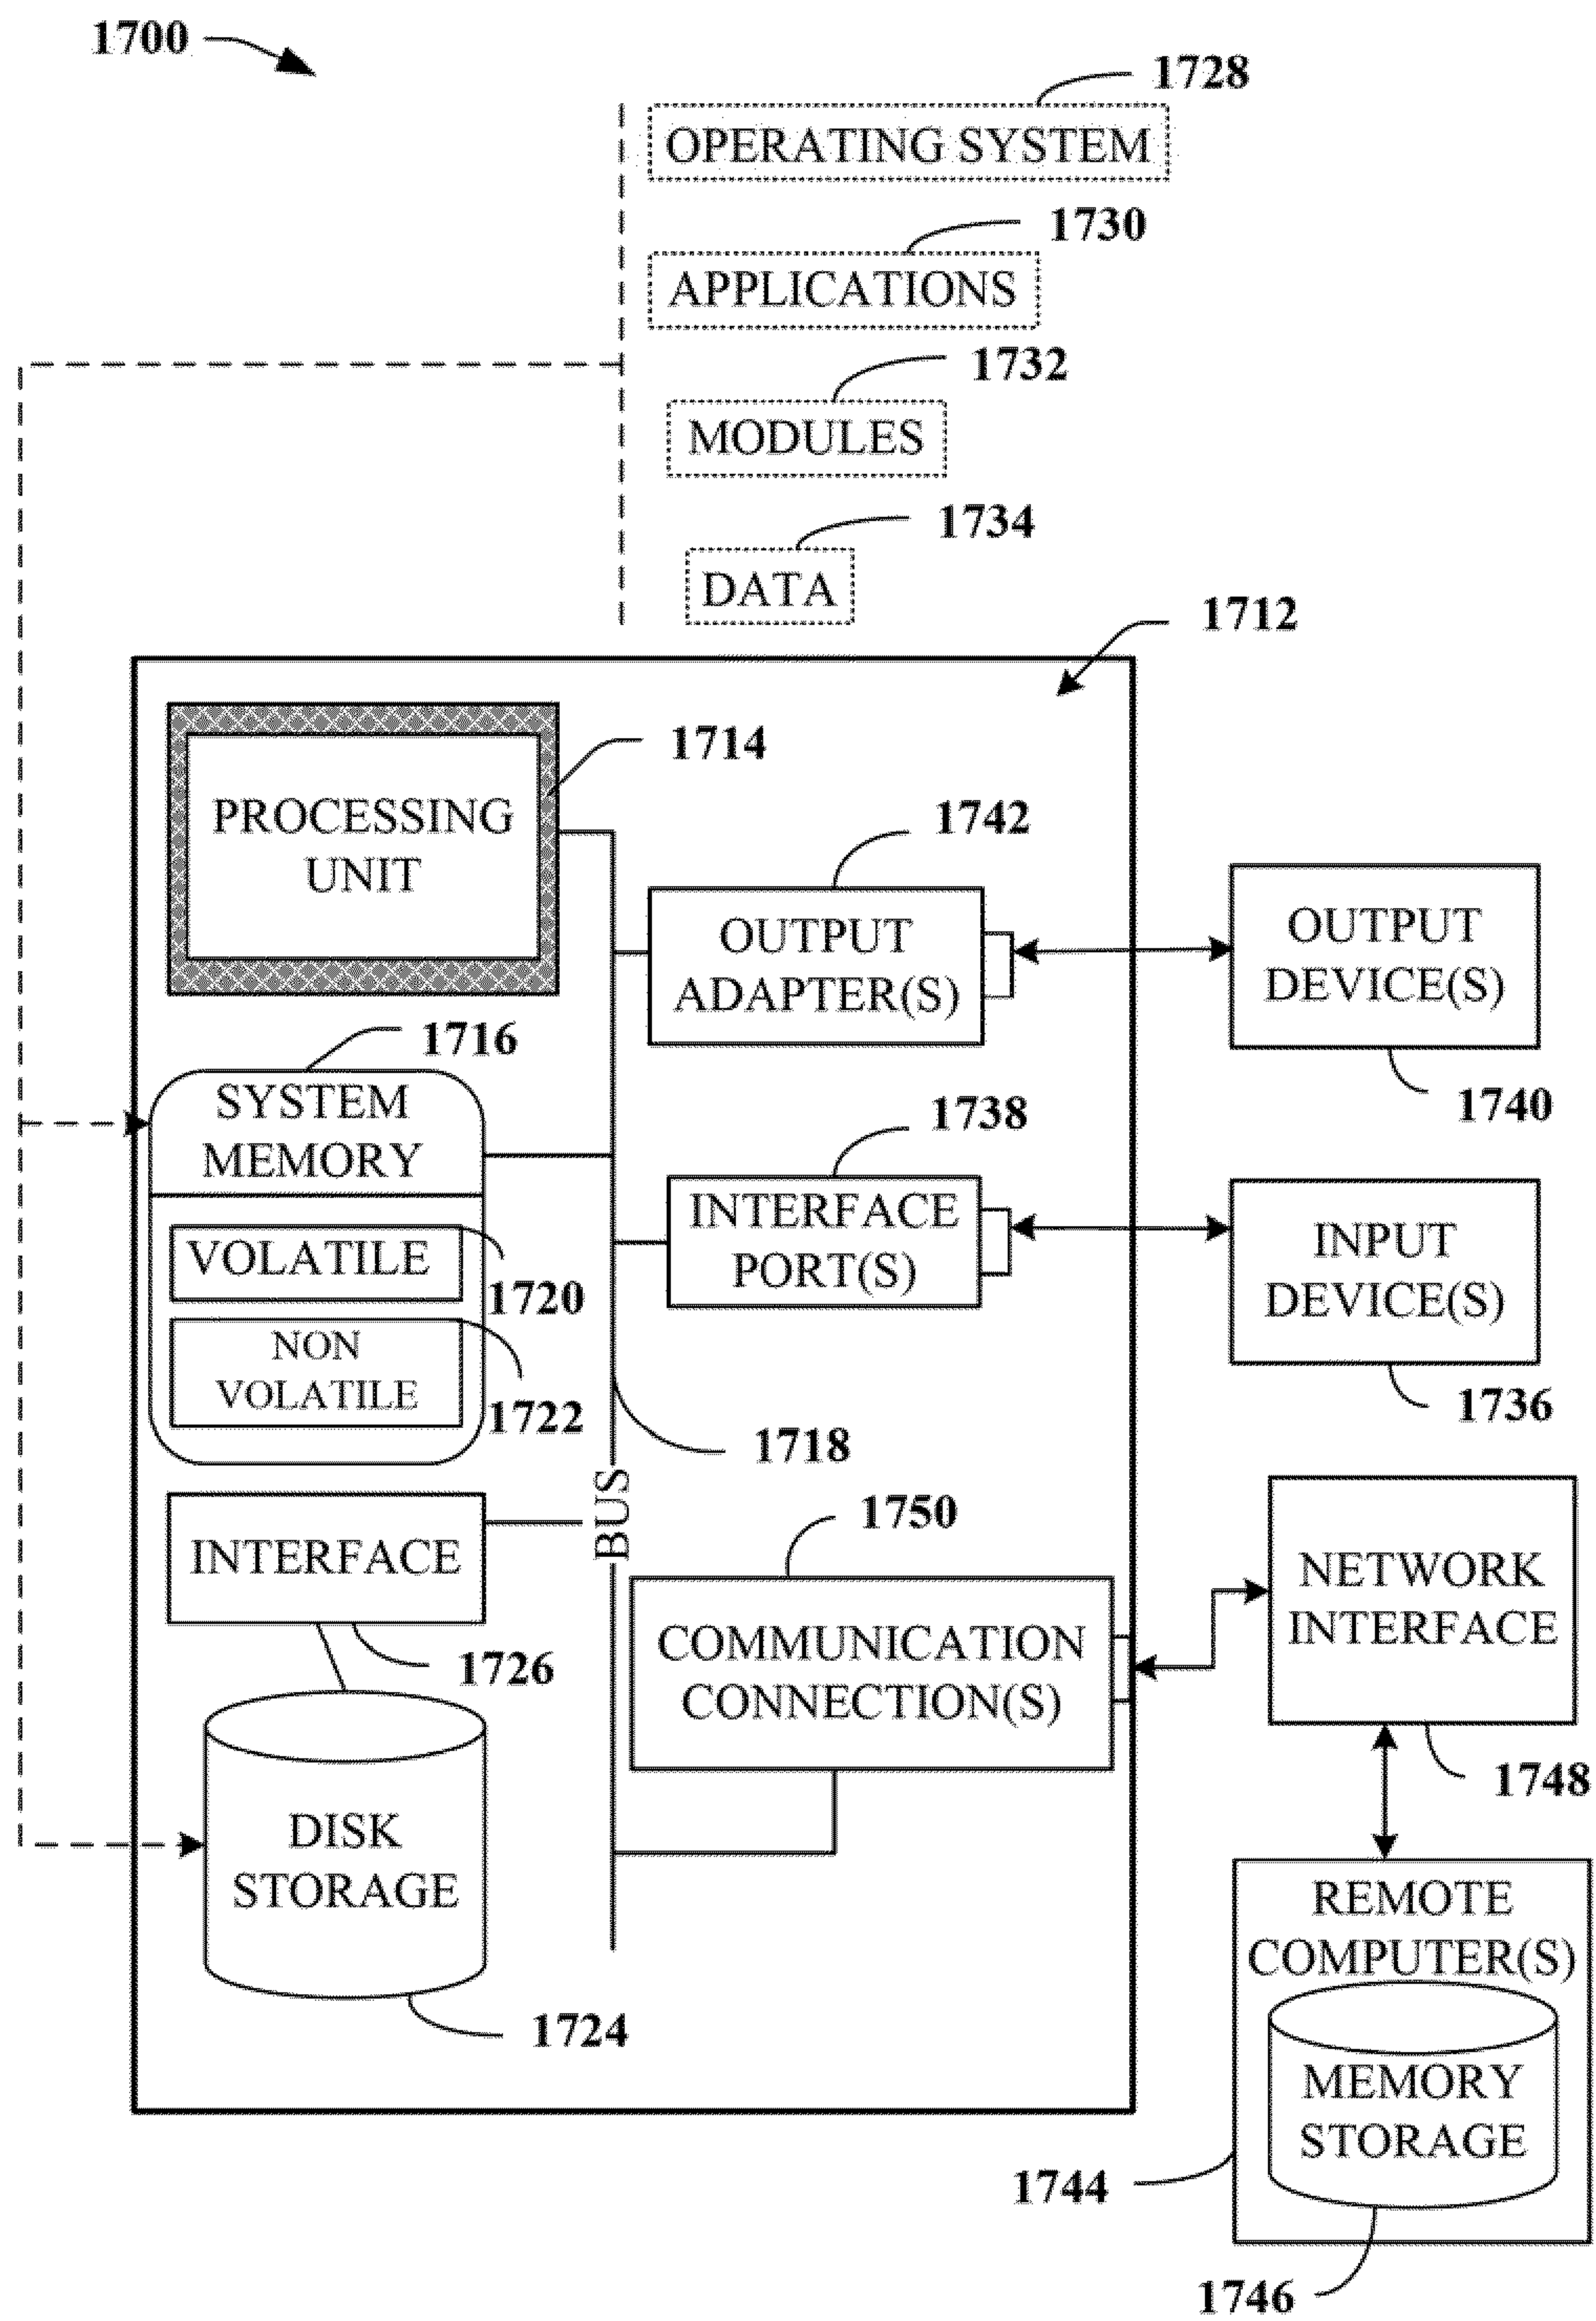 1700
1728
OPERATING SYSTEM
1730
APPLICATIONS
1732
MODULES
1734
DATA
1712
1714
PROCESSING
UNIT
1742
OUTPUT
ADAPTER(S)
OUTPUT
DEVICE(S)
1740
1716
SYSTEM
MEMORY
VOLATILE
1720
NON
VOLATILE
1722
1738
INTERFACE
PORT(S)
INPUT
DEVICE(S)
1736
1718
BUS
INTERFACE
1726
1750
COMMUNICATION
CONNECTION(S)
NETWORK
INTERFACE
1748
DISK
STORAGE
1724
REMOTE
COMPUTER(S)
MEMORY
STORAGE
1744
1746